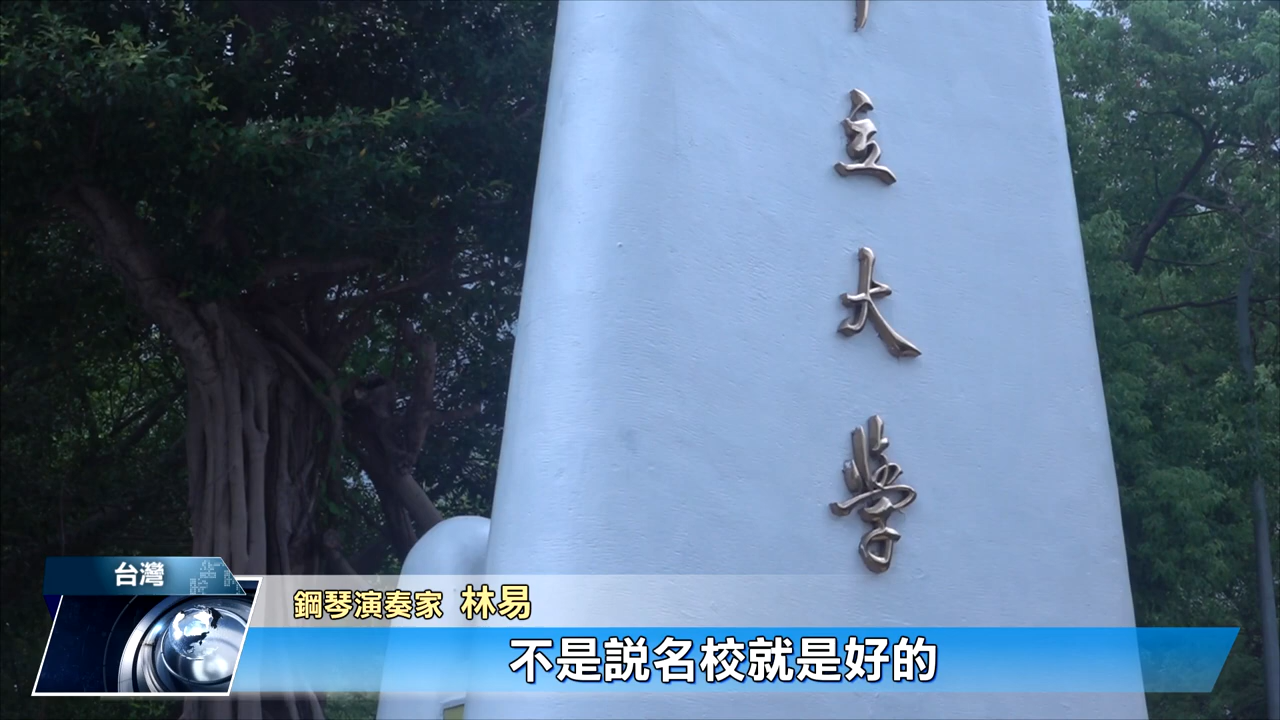 立
大
學
台灣
鋼琴演奏家 林易
不是説名校就是好的